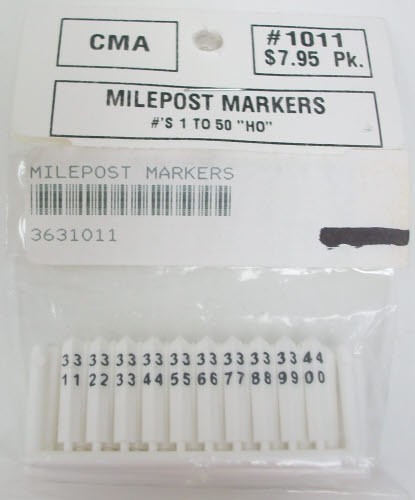 CMA
#1011
$7.95 Pk.
MILEPOST MARKERS
#'S 1 TO 50 "HO"
MILEPOST MARKERS
3631011
33 33 33 33 33 33 33 33 33 44
11 22 33 44 55 66 77 88 99 00